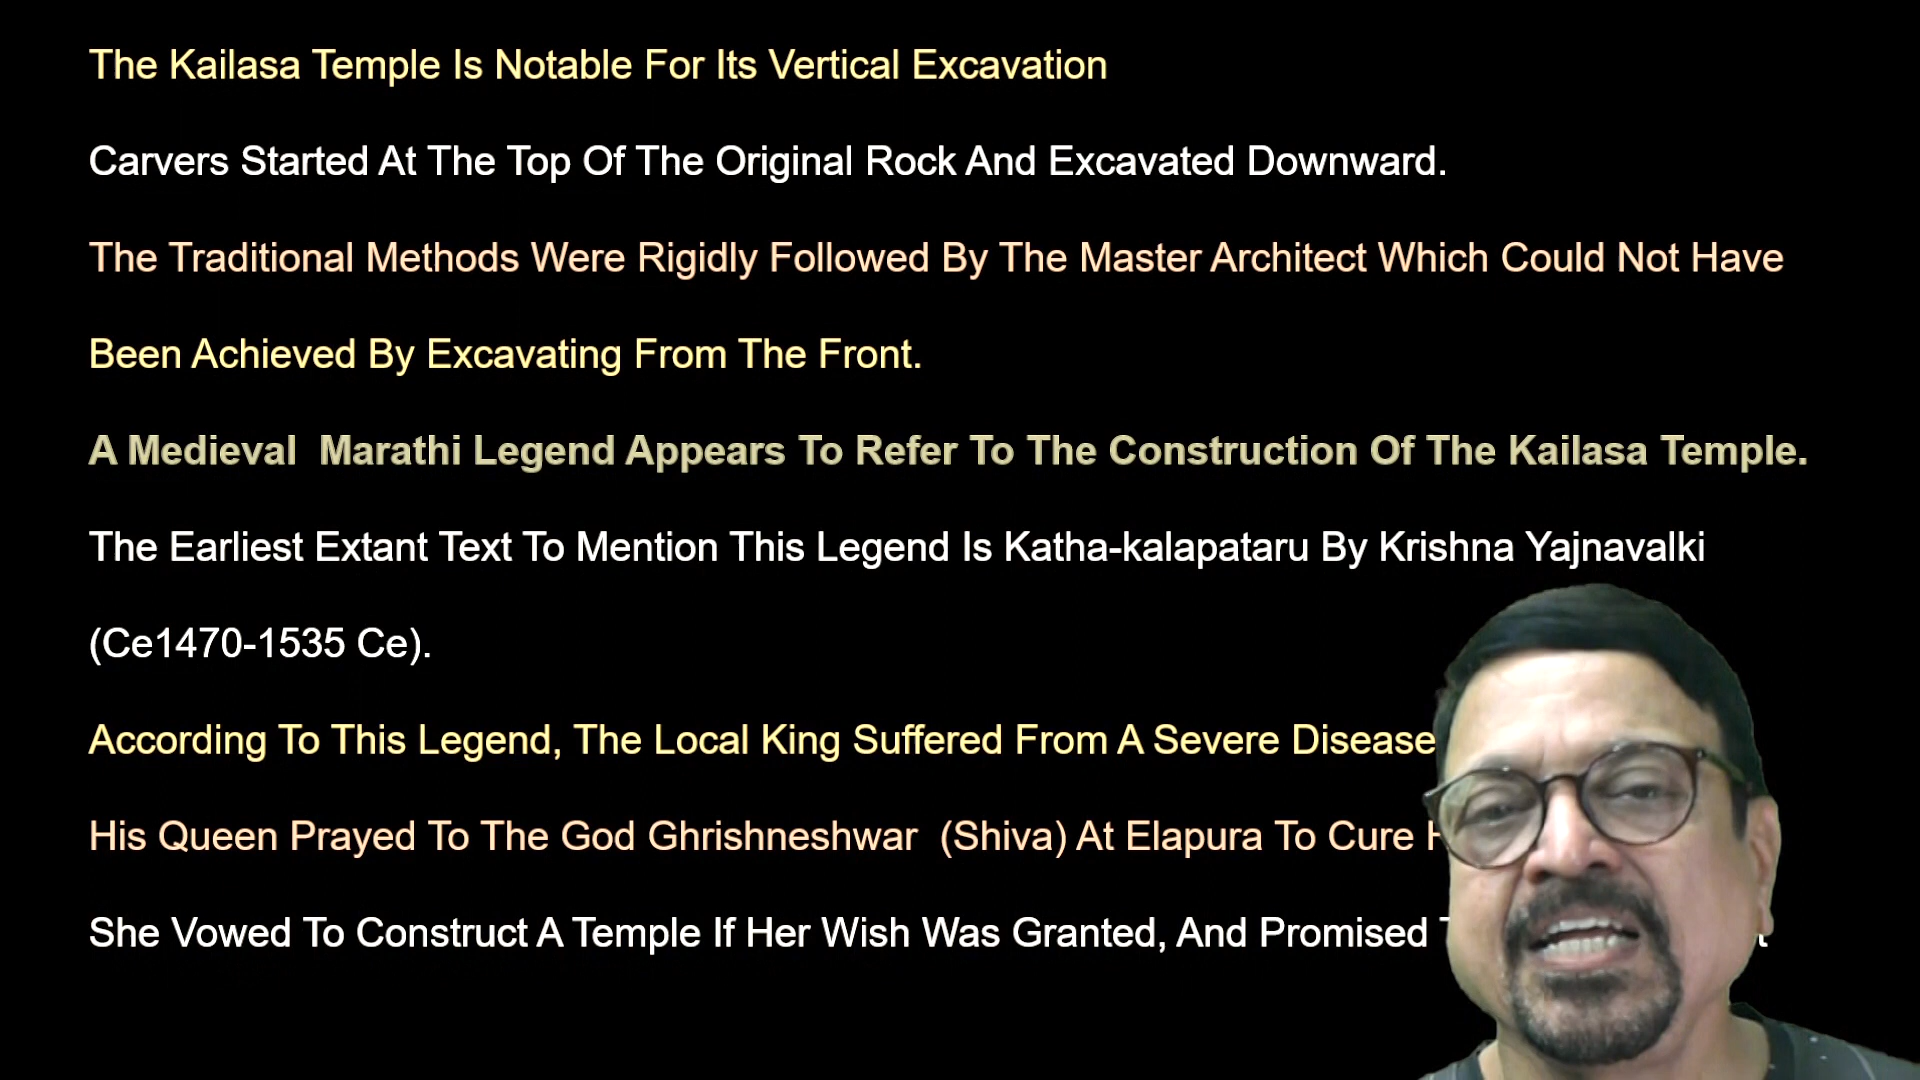 The Kailasa Temple Is Notable For Its Vertical Excavation
Carvers Started At The Top Of The Original Rock And Excavated Downward.
The Traditional Methods Were Rigidly Followed By The Master Architect Which Could Not Have
Been Achieved By Excavating From The Front.
A Medieval  Marathi Legend Appears To Refer To The Construction Of The Kailasa Temple.
The Earliest Extant Text To Mention This Legend Is Katha-kalapataru By Krishna Yajnavalki
(Ce1470-1535 Ce).
According To This Legend, The Local King Suffered From A Severe Disease
His Queen Prayed To The God Ghrishneshwar  (Shiva) At Elapura To Cure
She Vowed To Construct A Temple If Her Wish Was Granted, And Promised